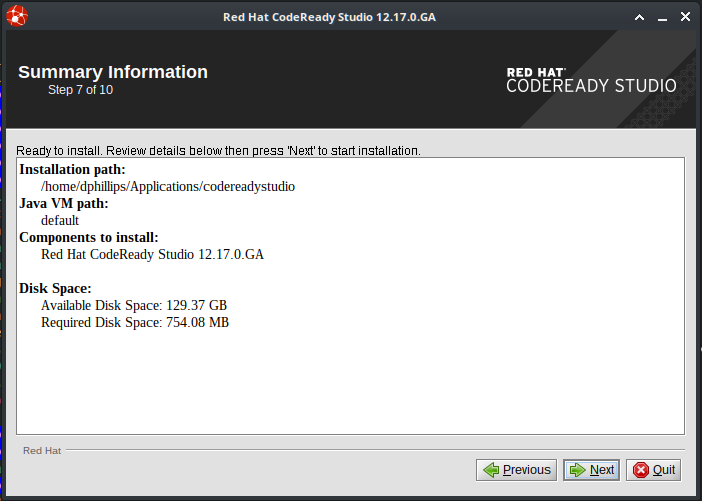 Red Hat CodeReady Studio 12.17.0.GA
Summary Information
Step 7 of 10
RED HAT
CODEREADY STUDIO
Ready to install. Review details below then press 'Next' to start installation.
Installation path:
/home/dphillips/Applications/codereadystudio
Java VM path:
default
Components to install:
Red Hat CodeReady Studio 12.17.0.GA
Disk Space:
Available Disk Space: 129.37 GB
Required Disk Space: 754.08 MB
Red Hat
Previous Next Quit